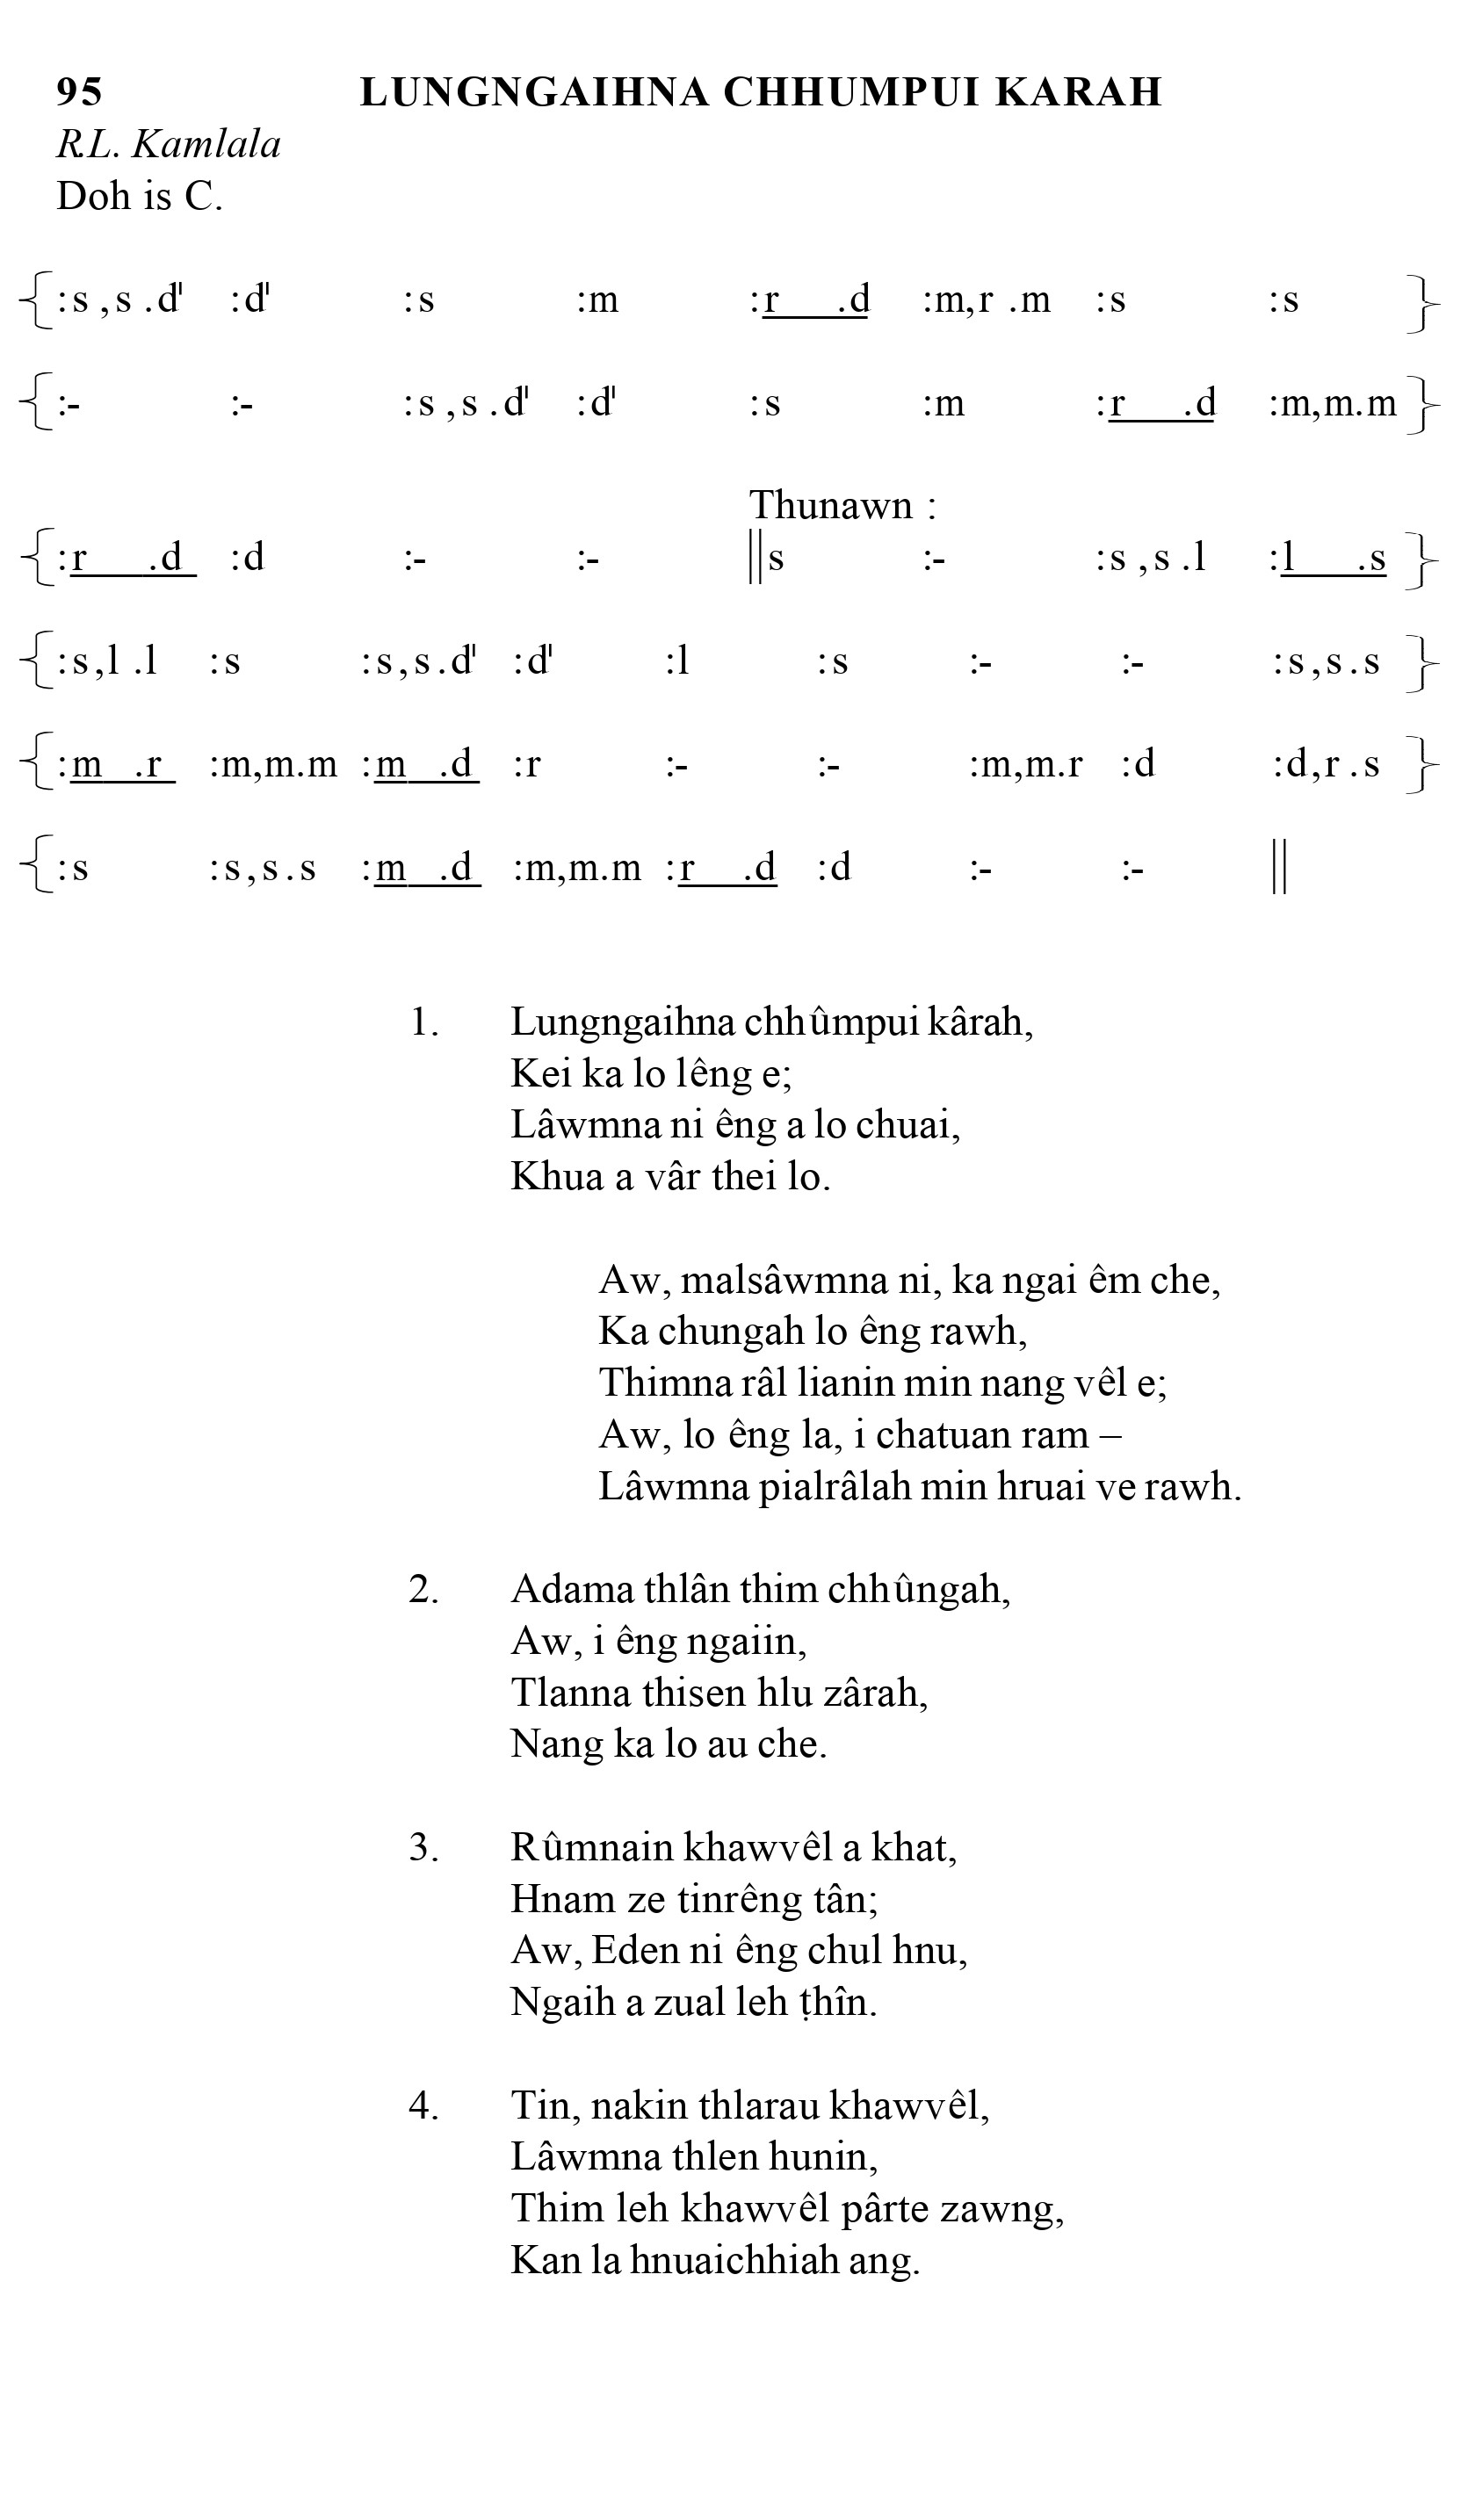 95 LUNGNGAIHNA CHHUMPUI KARAH
R.L. Kamlala
Doh is C.
{:s ,s .d' :d' :s :m :r .d :m,r .m :s :s }
{:- :- :s ,s .d' :d' :s :m :r .d :m,m.m }
Thunawn :
{:r .d :d :- :- ||s :- :s ,s .l :l .s }
{:s,l .l :s :s,s.d' :d' :l :s :- :- :s,s.s }
{:m .r :m,m.m :m .d :r :- :- :m,m.r :d :d,r .s }
{:s :s,s.s :m .d :m,m.m :r .d :d :- :- ||
1. Lungngaihna chhûmpui kârah,
Kei ka lo lêng e;
Lâwmna ni êng a lo chuai,
Khua a vâr thei lo.
Aw, malsâwmna ni, ka ngai êm che,
Ka chungah lo êng rawh,
Thimna râl lianin min nang vêl e;
Aw, lo êng la, i chatuan ram –
Lâwmna pialrâlah min hruai ve rawh.
2. Adama thlân thim chhûngah,
Aw, i êng ngaiin,
Tlanna thisen hlu zârah,
Nang ka lo au che.
3. Rûmnain khawvêl a khat,
Hnam ze tinrêng tân;
Aw, Eden ni êng chul hnu,
Ngaih a zual leh ṭhîn.
4. Tin, nakin thlarau khawvêl,
Lâwmna thlen hunin,
Thim leh khawvêl pârte zawng,
Kan la hnuaichhiah ang.